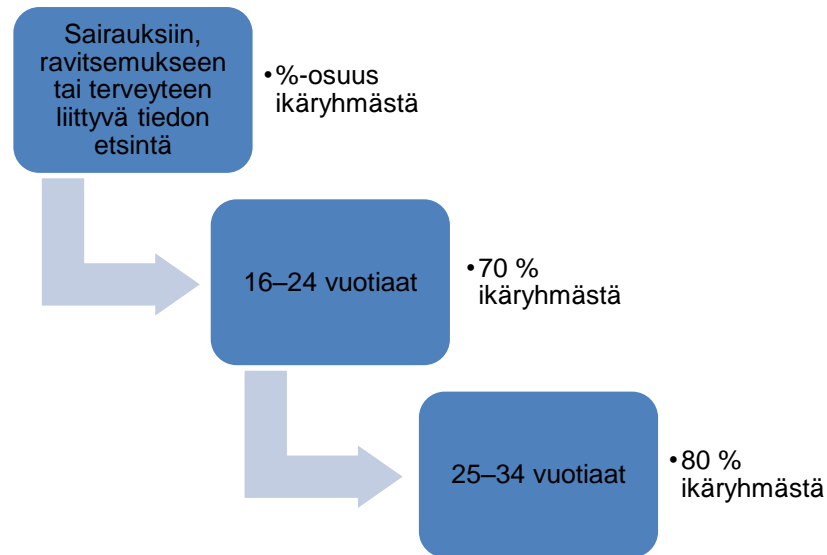 Sairauksiin,
ravitsemukseen
tai terveyteen
liittyvä tiedon
etsintä
•%-osuus
ikäryhmästä
16–24 vuotiaat
•70 %
ikäryhmästä
25–34 vuotiaat
•80 %
ikäryhmästä